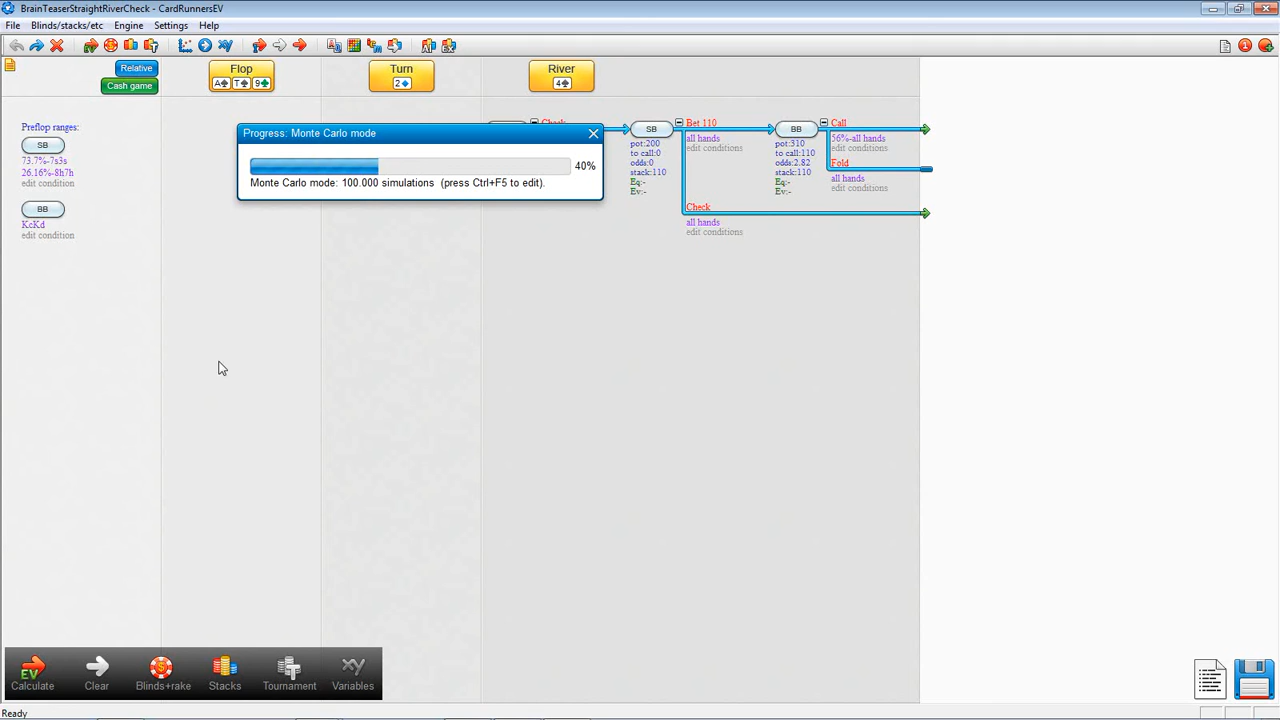 BrainTeaserStraightRiverCheck - CardRunnersEV
File Blinds/stacks/etc Engine Settings Help
Relative
Cash game
Flop
A♠ T♠ 9♣
Turn
2♦
River
4♠
Preflop ranges:
SB
73.7%-7s3s
26.16%-8h7h
edit condition
BB
KcKd
edit condition
Progress: Monte Carlo mode
40%
Monte Carlo mode: 100.000 simulations (press Ctrl+F5 to edit).
Check
SB
pot:200
to call:0
odds:0
stack:110
Eq:-
Ev:-
Bet 110
all hands
edit conditions
Check
all hands
edit conditions
BB
pot:310
to call:110
odds:2.82
stack:110
Eq:-
Ev:-
Call
56%-all hands
edit conditions
Fold
all hands
edit conditions
EV
Calculate Clear Blinds+rake Stacks Tournament Variables
Ready